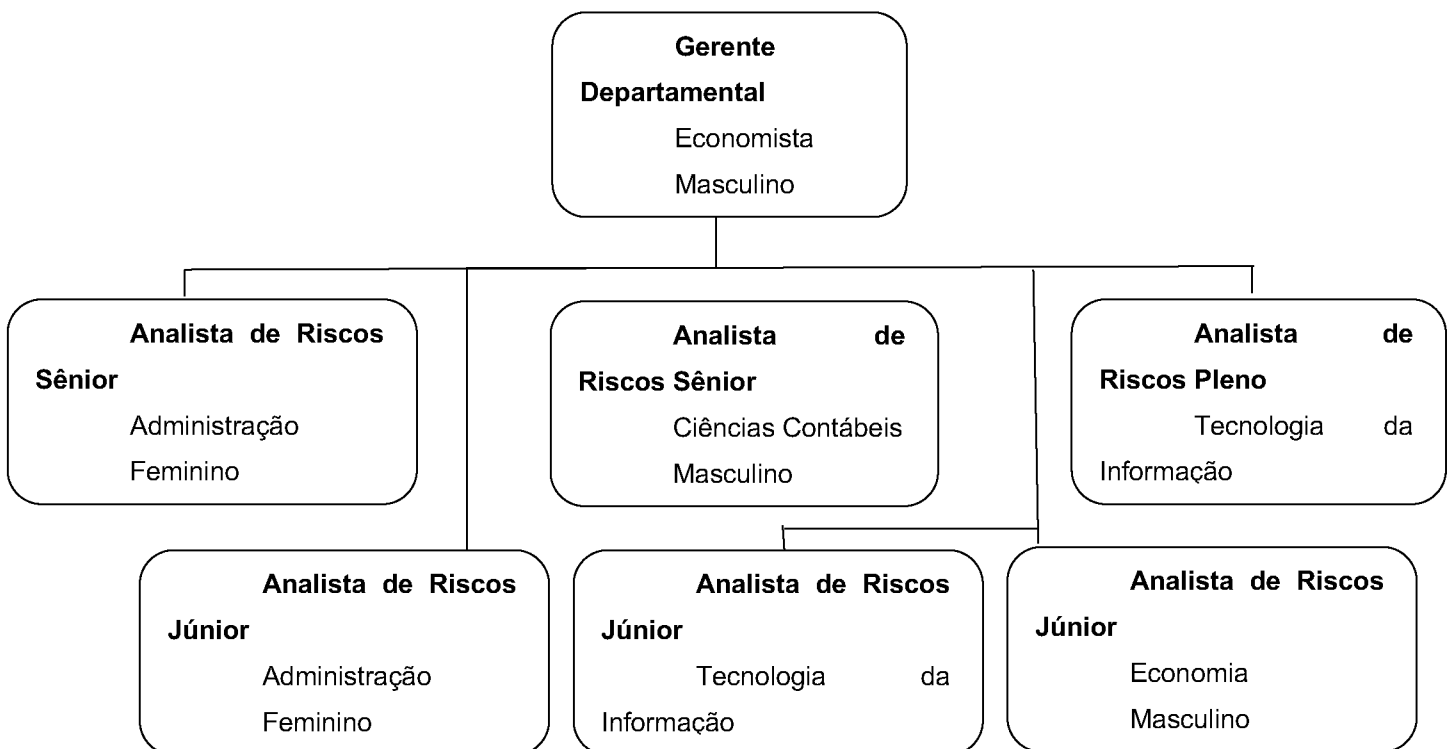 Gerente
Departamental
Economista
Masculino
Analista de Riscos
Sênior
Administração
Feminino
Analista de
Riscos Sênior
Ciências Contábeis
Masculino
Analista de
Riscos Pleno
Tecnologia da
Informação
Analista de Riscos
Júnior
Administração
Feminino
Analista de Riscos
Júnior
Tecnologia da
Informação
Analista de Riscos
Júnior
Economia
Masculino